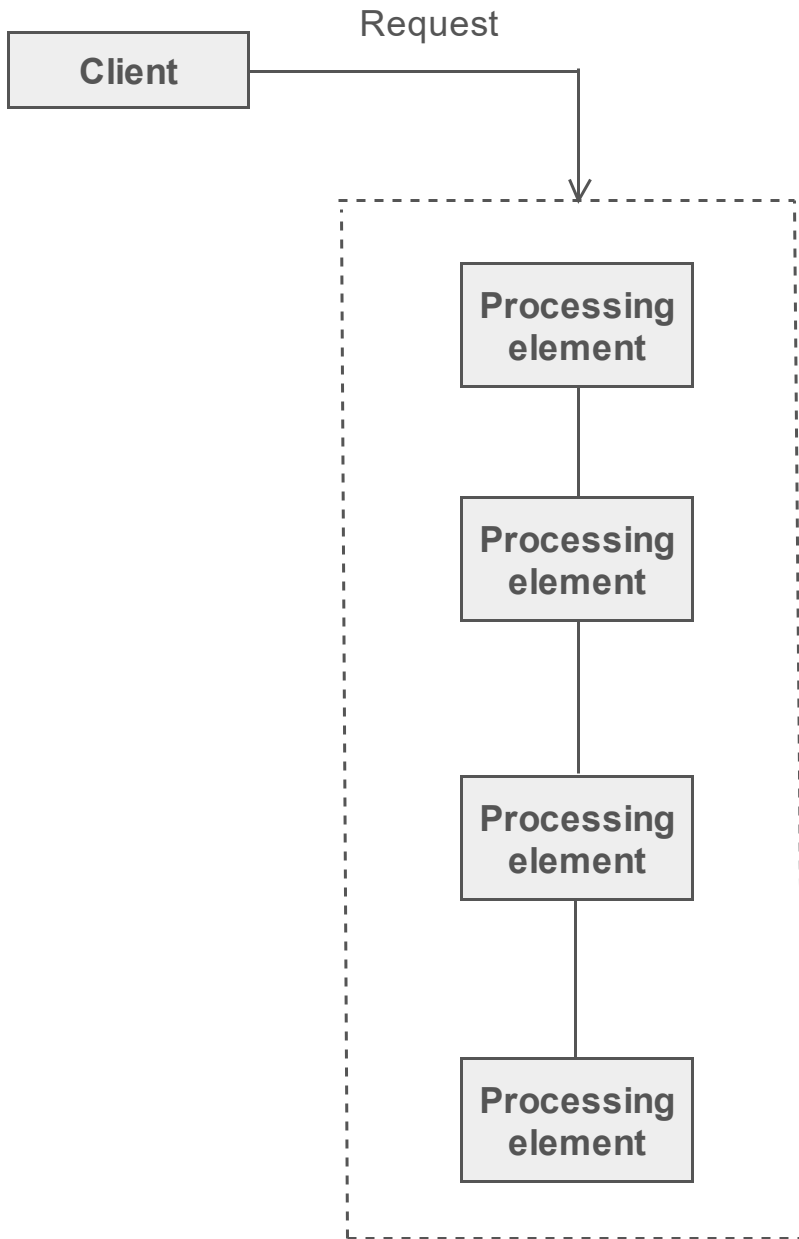 Request
Client
Processing
element
Processing
element
Processing
element
Processing
element